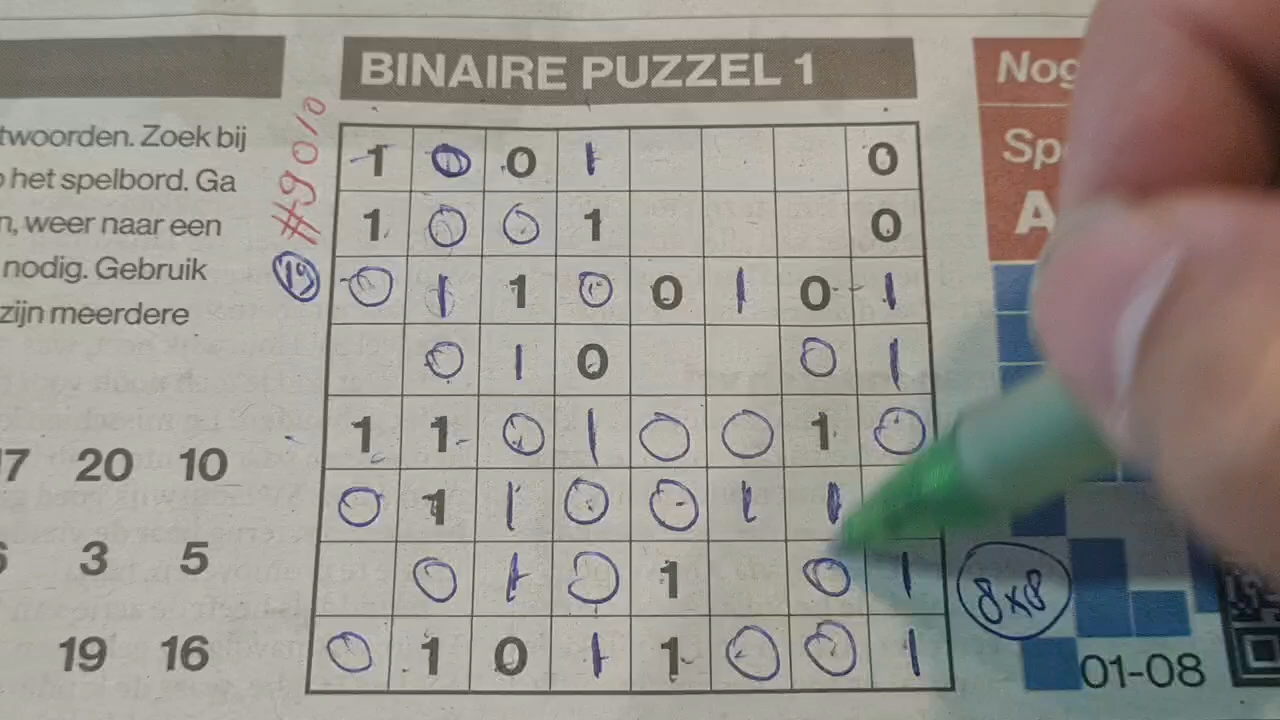 BINAIRE PUZZEL 1
twoorden. Zoek bij
het spelbord. Ga
n, weer naar een
nodig. Gebruik
zijn meerdere
#9010
19
1 0 0 1 0
1 0 0 1 0
0 1 1 0 0 1 0 1
0 1 0 0 1
1 1 0 1 0 0 1 0
0 1 1 0 0 1 1
0 1 0 1 0 1
0 1 0 1 1 0 0 1
7 20 10
3 5
19 16
Nog
Sp
A
8x8
01-08